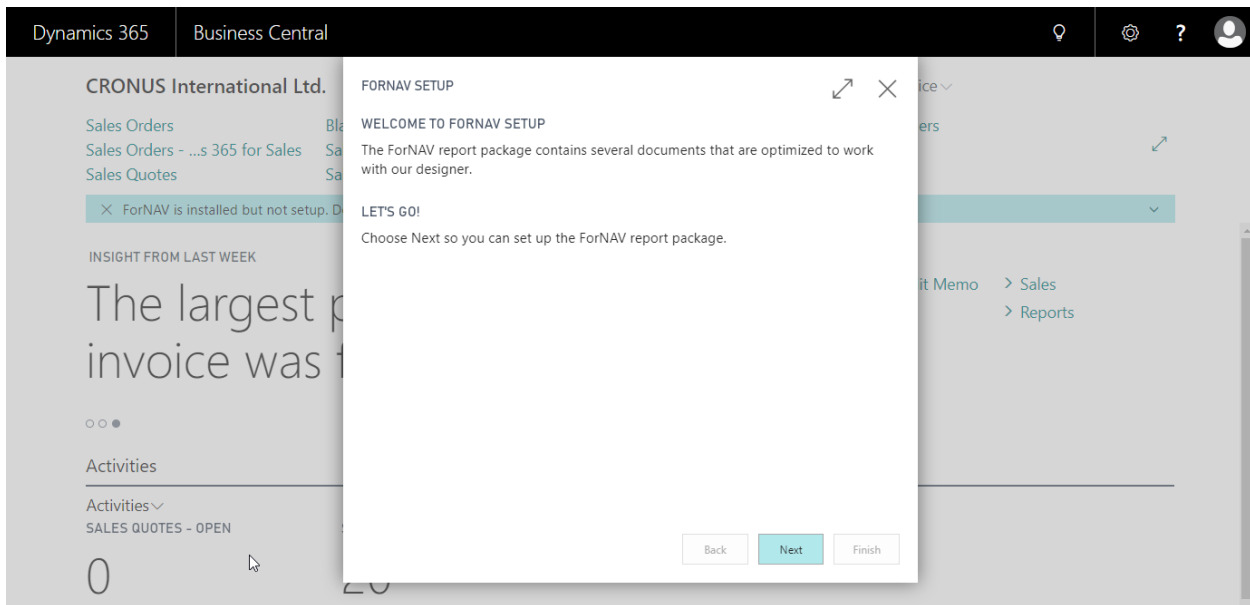 Dynamics 365 Business Central
?
CRONUS International Ltd.
Sales Orders
Sales Orders - ...s 365 for Sales
Sales Quotes
ForNAV is installed but not setup.
INSIGHT FROM LAST WEEK
The largest
invoice was
Activities
Activities
SALES QUOTES - OPEN
0
FORNAV SETUP
WELCOME TO FORNAV SETUP
The ForNAV report package contains several documents that are optimized to work
with our designer.
LET'S GO!
Choose Next so you can set up the ForNAV report package.
Back Next Finish
Memo
> Sales
> Reports